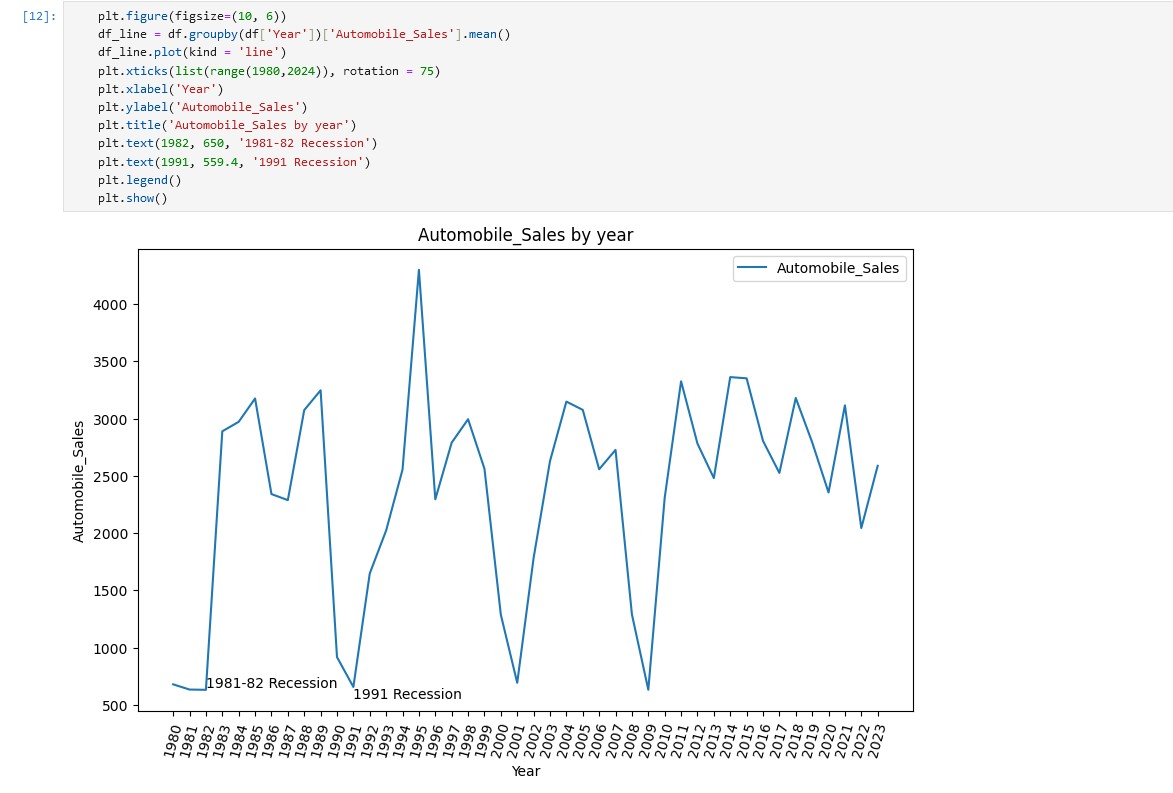 [12]:
plt.figure(figsize=(10, 6))
df_line = df.groupby(df['Year'])['Automobile_Sales'].mean()
df_line.plot(kind = 'line')
plt.xticks(list(range(1980,2024)), rotation = 75)
plt.xlabel('Year')
plt.ylabel('Automobile_Sales')
plt.title('Automobile_Sales by year')
plt.text(1982, 650, '1981-82 Recession')
plt.text(1991, 559.4, '1991 Recession')
plt.legend()
plt.show()
Automobile_Sales by year
Automobile_Sales
4000
3500
3000
2500
2000
1500
1000
500
Automobile_Sales
1981-82 Recession
1991 Recession
1980 1981 1982 1983 1984 1985 1986 1987 1988 1989 1990 1991 1992 1993 1994 1995 1996 1997 1998 1999 2000 2001 2002 2003 2004 2005 2006 2007 2008 2009 2010 2011 2012 2013 2014 2015 2016 2017 2018 2019 2020 2021 2022 2023
Year